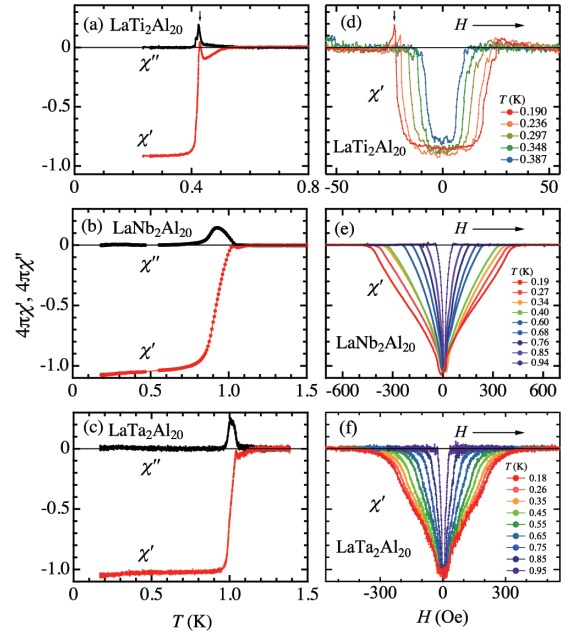 (a) LaTi2Al20
χ″
χ′
0
-0.5
-1.0
0 0.4 0.8
(b) LaNb2Al20
χ″
χ′
0
-0.5
-1.0
0 0.5 1.0 1.5
(c) LaTa2Al20
χ″
χ′
0
-0.5
-1.0
0 0.5 1.0 1.5
4πχ′, 4πχ″
T (K)
(d) H
χ′
LaTi2Al20
T (K)
0.190
0.236
0.297
0.348
0.387
-50 0 50
(e) H
χ′
LaNb2Al20
T (K)
0.19
0.27
0.34
0.40
0.60
0.68
0.76
0.85
0.94
-600 -300 0 300 600
(f) H
χ′
LaTa2Al20
T (K)
0.18
0.26
0.35
0.45
0.55
0.65
0.75
0.85
0.95
-300 0 300
H (Oe)